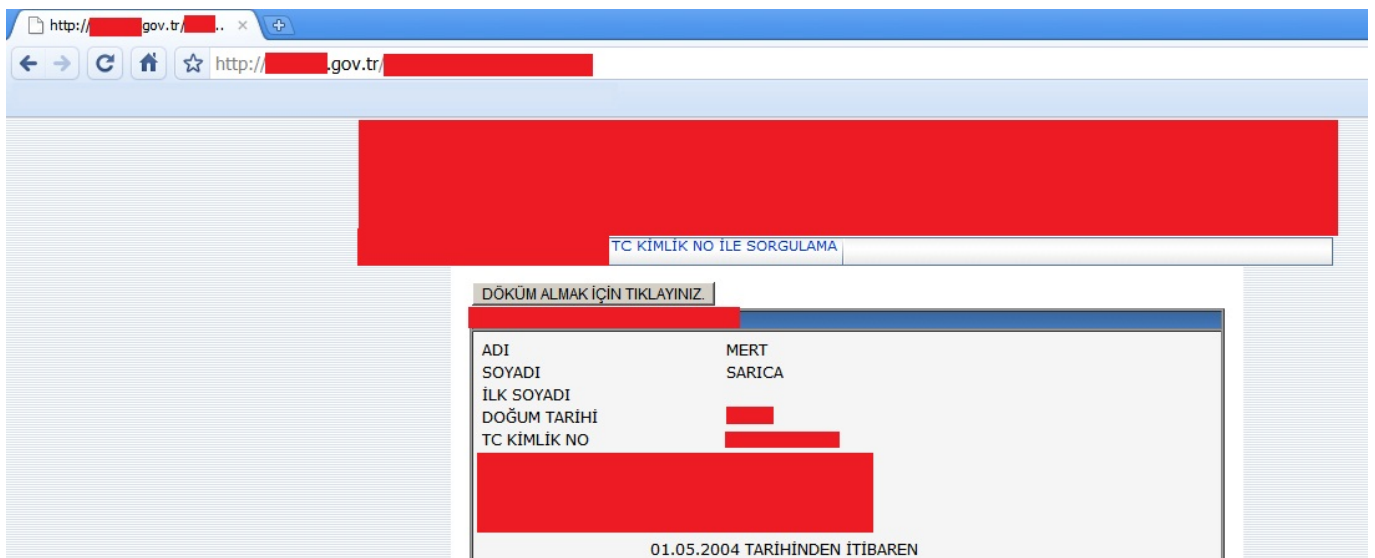 http:// gov.tr/ ..
http:// .gov.tr/
TC KİMLİK NO İLE SORGULAMA
DÖKÜM ALMAK İÇİN TIKLAYINIZ.
ADI MERT
SOYADI SARICA
İLK SOYADI
DOĞUM TARİHİ
TC KİMLİK NO
01.05.2004 TARİHİNDEN İTİBAREN